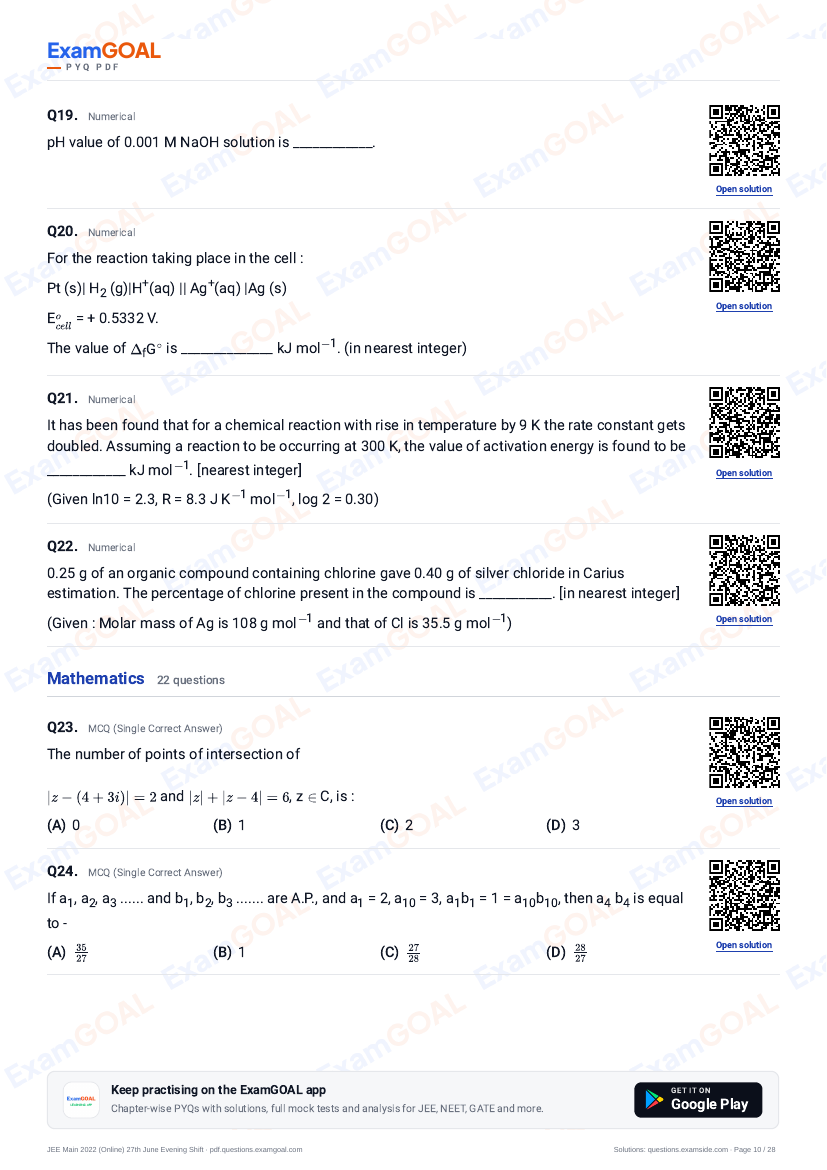 ExamGOAL
PYQ PDF
Q19. Numerical
pH value of 0.001 M NaOH solution is ____________.
Open solution
Q20. Numerical
For the reaction taking place in the cell :
Pt (s)| H₂ (g)|H⁺(aq) || Ag⁺(aq) |Ag (s)
E°cell = + 0.5332 V.
The value of ΔfG° is ______________ kJ mol⁻¹. (in nearest integer)
Open solution
Q21. Numerical
It has been found that for a chemical reaction with rise in temperature by 9 K the rate constant gets
doubled. Assuming a reaction to be occurring at 300 K, the value of activation energy is found to be
____________ kJ mol⁻¹. [nearest integer]
(Given ln10 = 2.3, R = 8.3 J K⁻¹ mol⁻¹, log 2 = 0.30)
Open solution
Q22. Numerical
0.25 g of an organic compound containing chlorine gave 0.40 g of silver chloride in Carius
estimation. The percentage of chlorine present in the compound is ___________. [in nearest integer]
(Given : Molar mass of Ag is 108 g mol⁻¹ and that of Cl is 35.5 g mol⁻¹)
Open solution
Mathematics 22 questions
Q23. MCQ (Single Correct Answer)
The number of points of intersection of
|z − (4 + 3i)| = 2 and |z| + |z − 4| = 6, z ∈ C, is :
(A) 0 (B) 1 (C) 2 (D) 3
Open solution
Q24. MCQ (Single Correct Answer)
If a₁, a₂, a₃ ...... and b₁, b₂, b₃ ....... are A.P., and a₁ = 2, a₁₀ = 3, a₁b₁ = 1 = a₁₀b₁₀, then a₄ b₄ is equal
to -
(A) 35/27 (B) 1 (C) 27/28 (D) 28/27
Open solution
Keep practising on the ExamGOAL app
Chapter-wise PYQs with solutions, full mock tests and analysis for JEE, NEET, GATE and more.
GET IT ON
Google Play
JEE Main 2022 (Online) 27th June Evening Shift · pdf.questions.examgoal.com
Solutions: questions.examside.com · Page 10 / 28